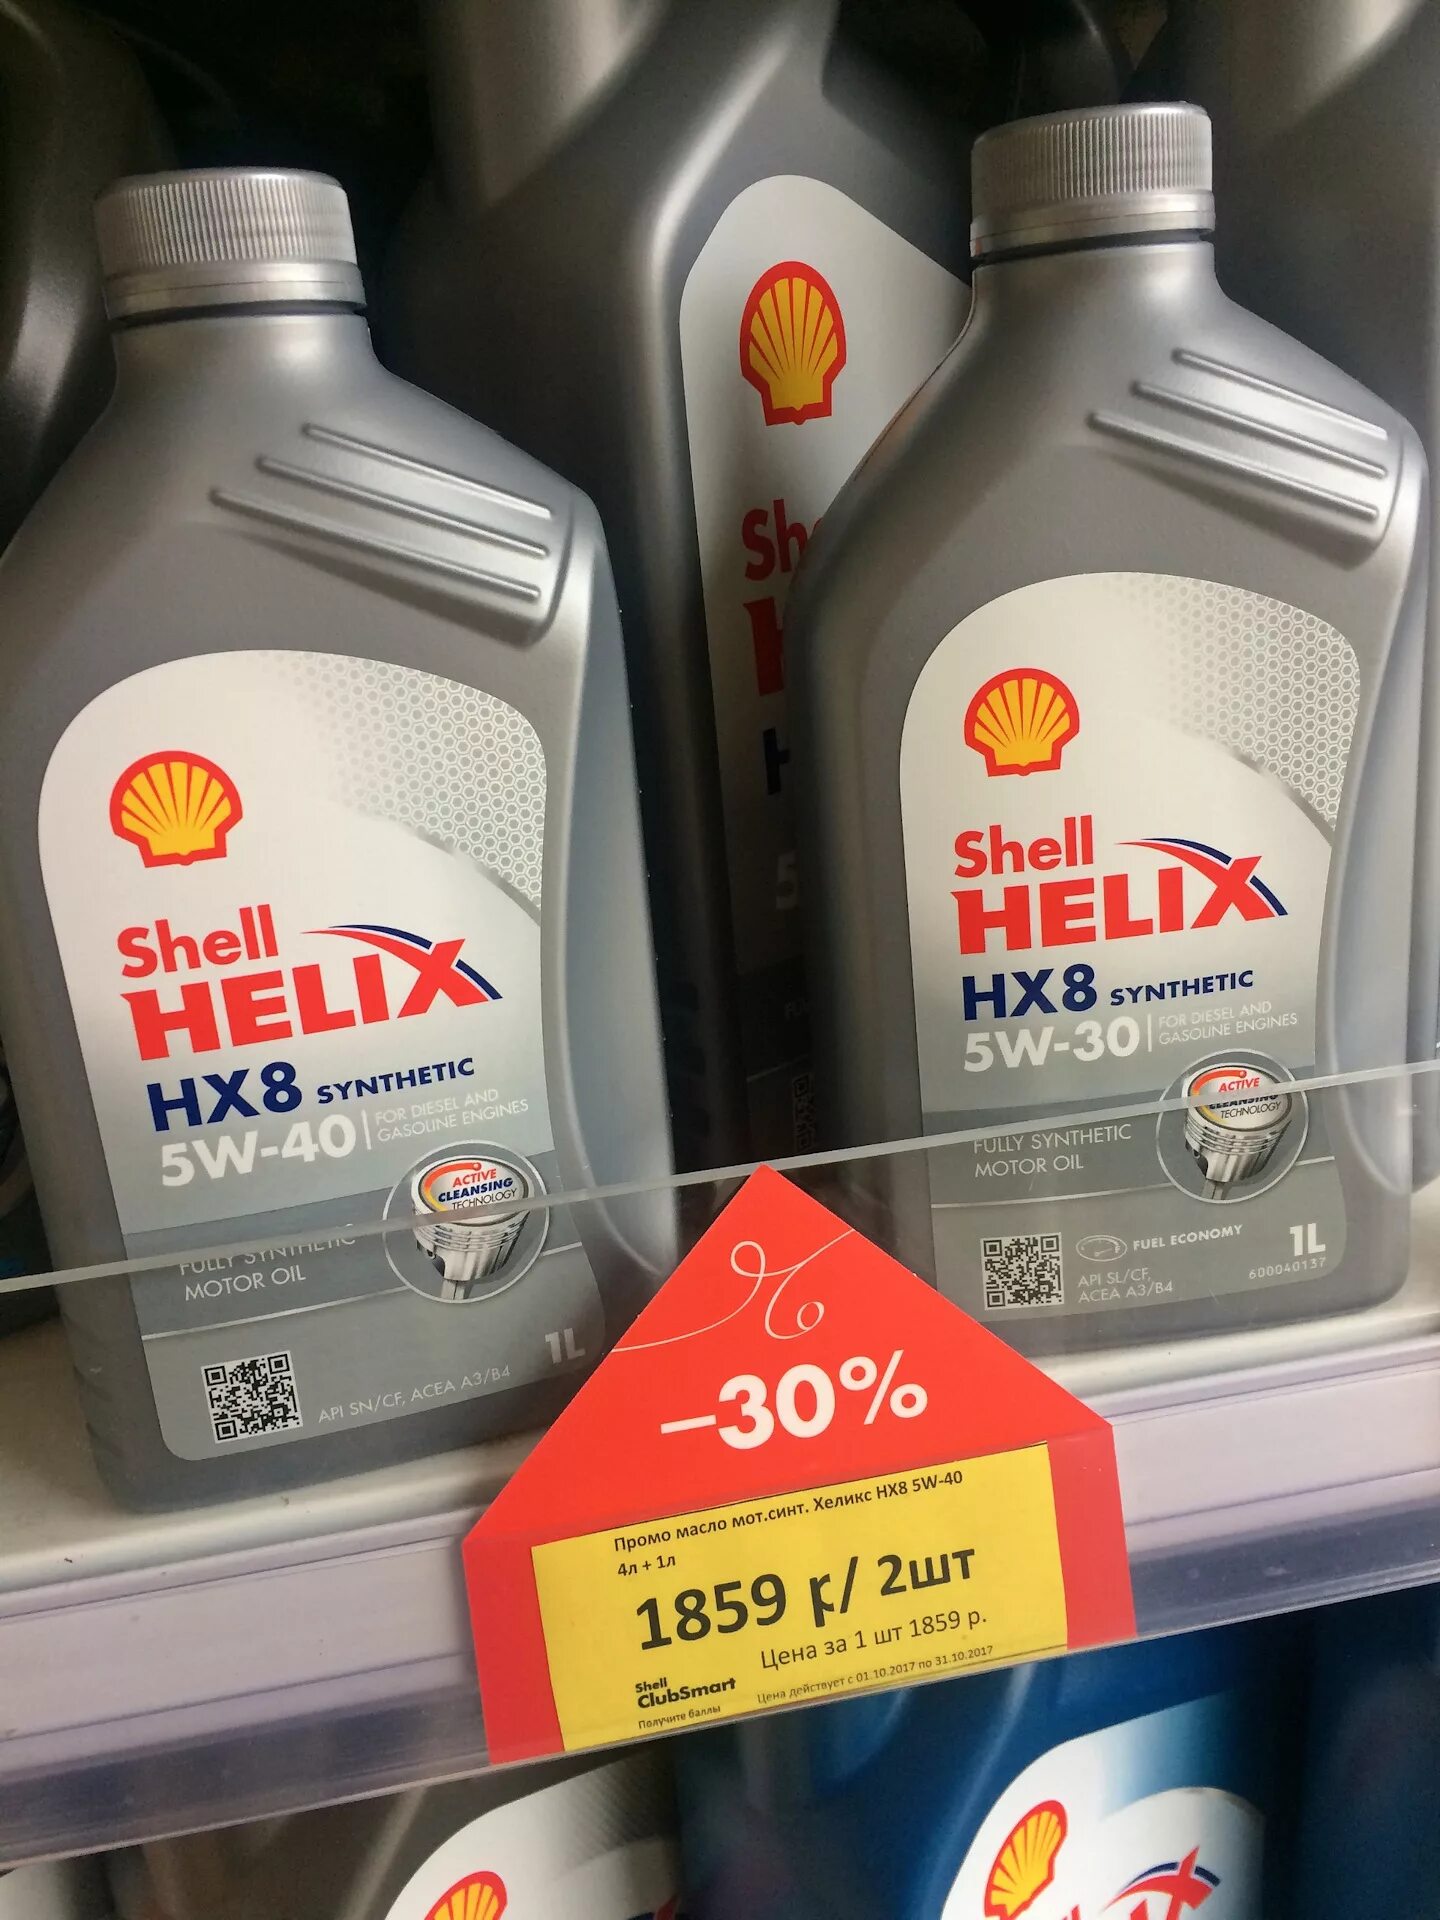 Sh
H
5
Shell
HELIX
HX8 SYNTHETIC
5W-40
FOR DIESEL AND
GASOLINE ENGINES
ACTIVE
CLEANSING
TECHNOLOGY
FULLY SYNTHETIC
MOTOR OIL
1L
API SN/CF, ACEA A3/B4
Shell
HELIX
HX8 SYNTHETIC
5W-30
FOR DIESEL AND
GASOLINE ENGINES
ACTIVE
CLEANSING
TECHNOLOGY
FULLY SYNTHETIC
MOTOR OIL
FUEL ECONOMY
1L
API SL/CF,
ACEA A3/B4
600040137
–30%
Промо масло мот.синт. Хеликс HX8 5W-40
4л + 1л
1859 р/ 2шт
Цена за 1 шт 1859 р.
Shell
ClubSmart
Получите баллы
Цена действует с 01.10.2017 по 31.10.2017